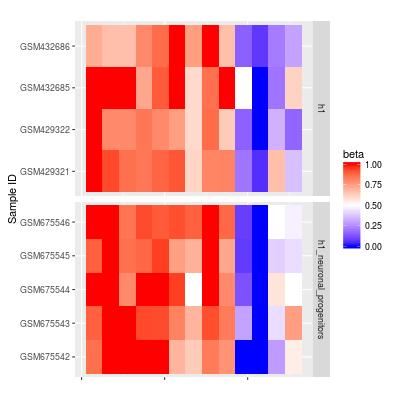 Sample ID
GSM432686
GSM432685
GSM429322
GSM429321
h1
GSM675546
GSM675545
GSM675544
GSM675543
GSM675542
h1_neuronal_progenitors
beta
1.00
0.75
0.50
0.25
0.00